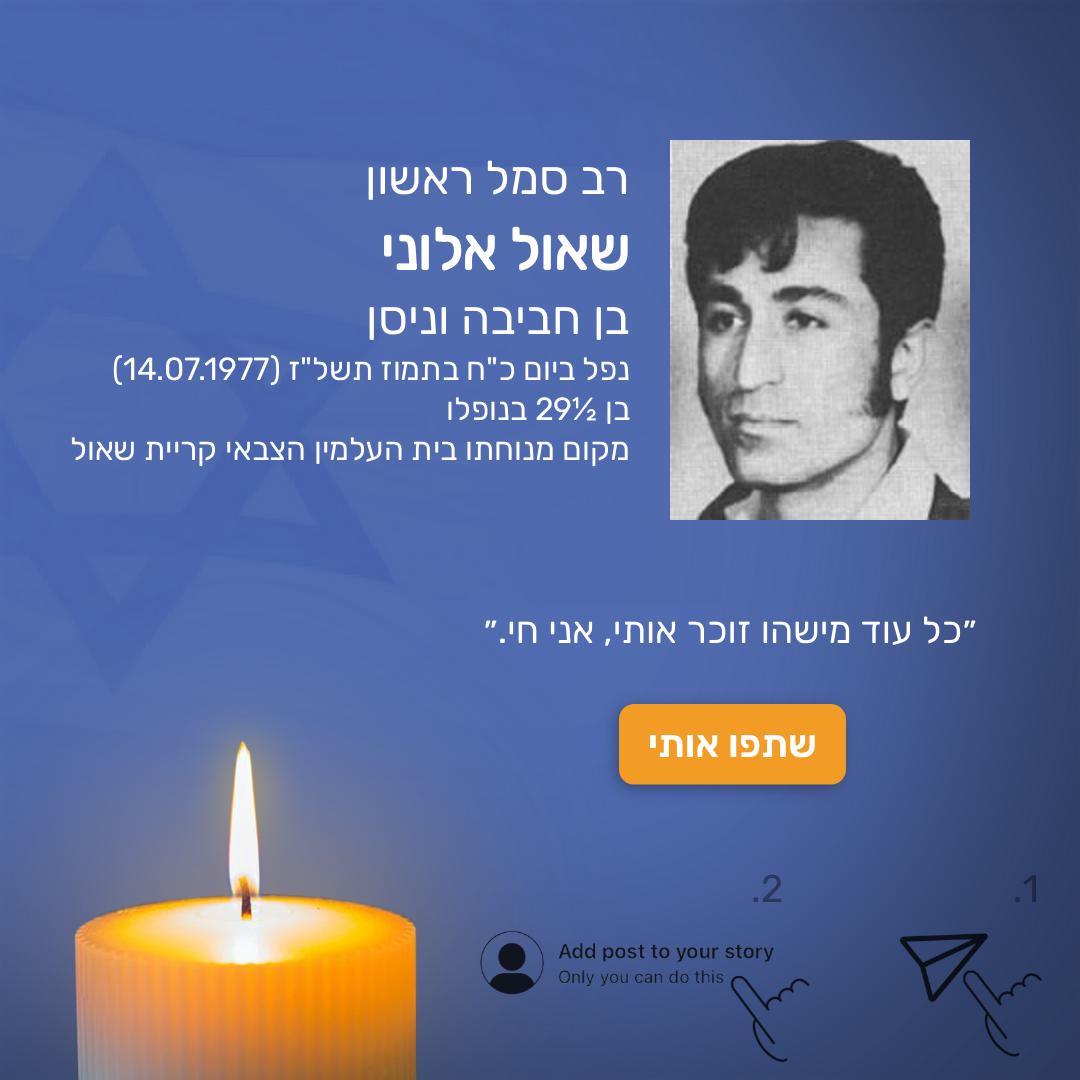 רב סמל ראשון
שאול אלוני
בן חביבה וניסן
נפל ביום כ"ח בתמוז תשל"ז (14.07.1977)
בן 29½ בנופלו
מקום מנוחתו בית העלמין הצבאי קריית שאול
״כל עוד מישהו זוכר אותי, אני חי.״
שתפו אותי
1.
2.
Add post to your story
Only you can do this